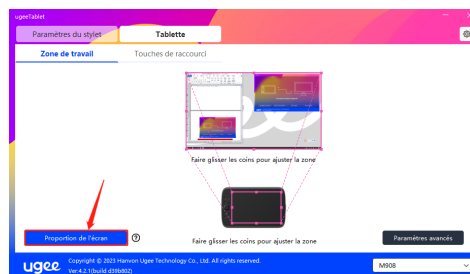 ugeeTablet
Paramètres du stylet
Tablette
Zone de travail
Touches de raccourci
Faire glisser les coins pour ajuster la zone
Proportion de l'écran
Faire glisser les coins pour ajuster la zone
Paramètres avancés
ugee
Copyright © 2023 Hanvon Ugee Technology Co., Ltd. All rights reserved.
Ver:4.2.1(build d39b802)
M908